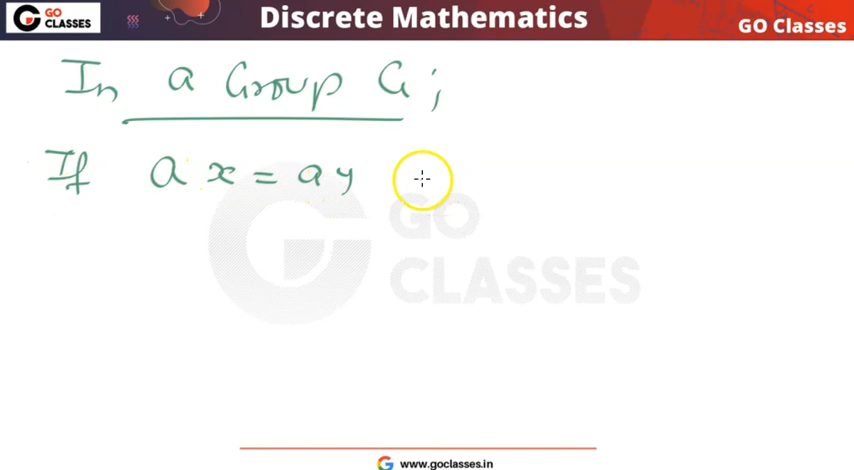 GO
CLASSES
Discrete Mathematics
GO Classes
In a Group G;
If ax = ay
GO
CLASSES
www.goclasses.in